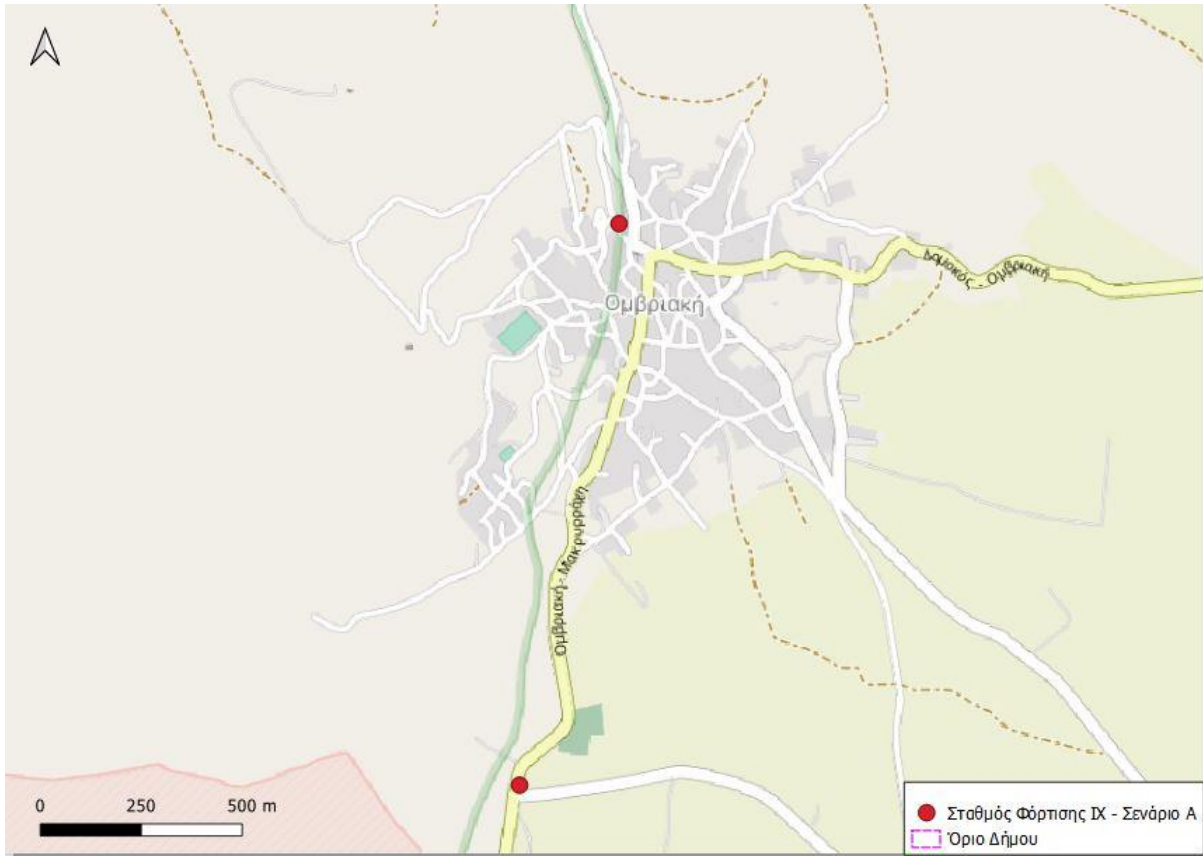 Ομβριακή
Δομοκός - Ομβριακή
Ομβριακή - Μακρυρράχη
0 250 500 m
Σταθμός Φόρτισης ΙΧ - Σενάριο Α
Όριο Δήμου